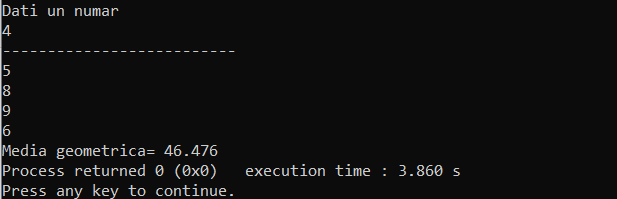 Dati un numar
4
--------------------------
5
8
9
6
Media geometrica= 46.476
Process returned 0 (0x0)   execution time : 3.860 s
Press any key to continue.